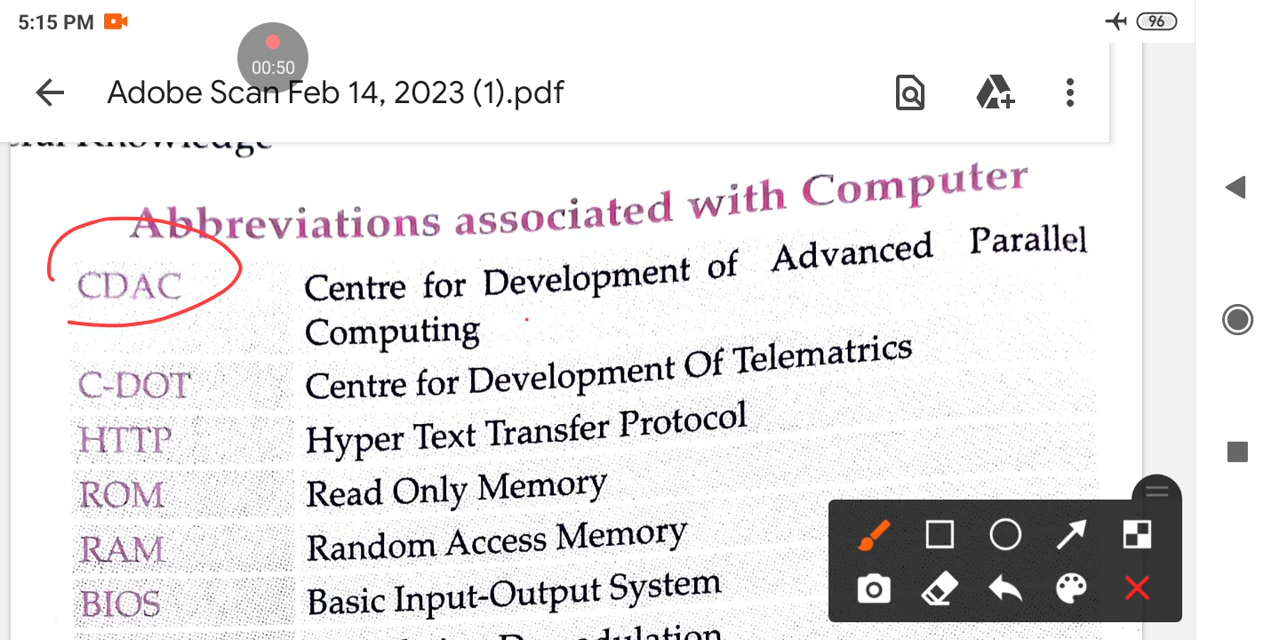 5:15 PM
96
00:50
Adobe Scan Feb 14, 2023 (1).pdf
Knowledge
Abbreviations associated with Computer
CDAC Centre for Development of Advanced Parallel
Computing
C-DOT Centre for Development Of Telematrics
HTTP Hyper Text Transfer Protocol
ROM Read Only Memory
RAM Random Access Memory
BIOS Basic Input-Output System